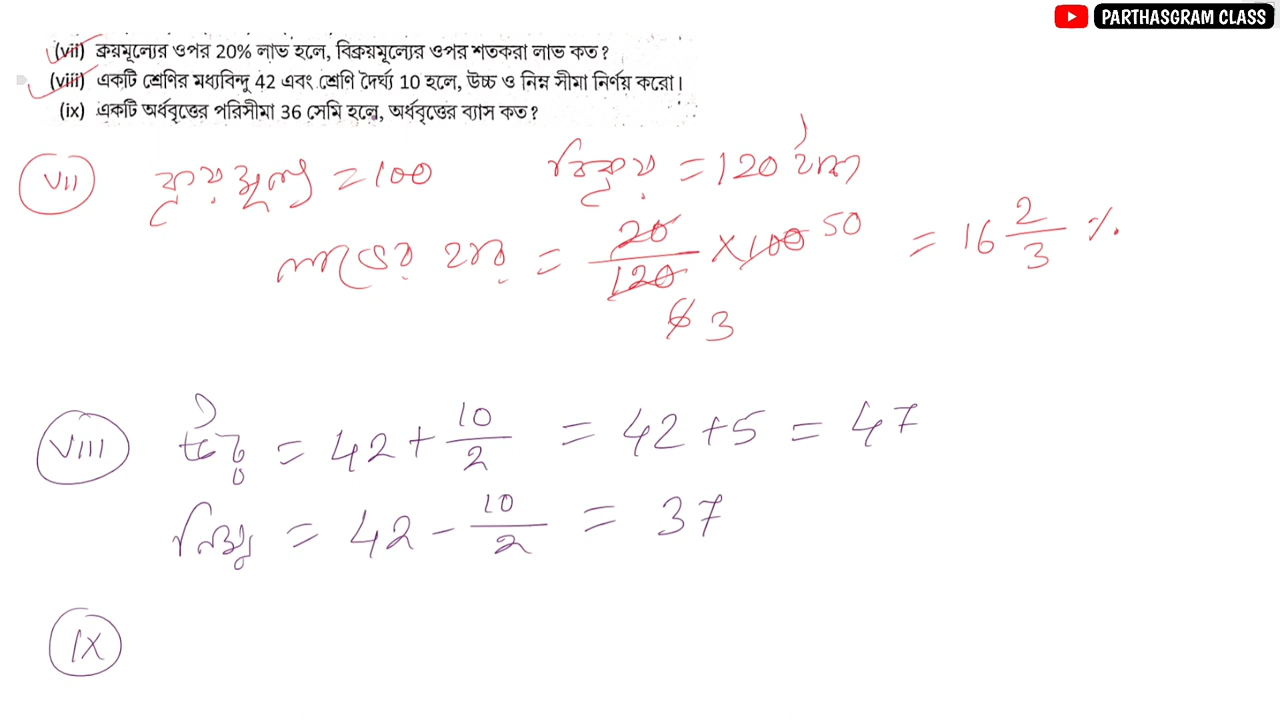 PARTHASGRAM CLASS
(vii) ক্রয়মূল্যের ওপর 20% লাভ হলে, বিক্রয়মূল্যের ওপর শতকরা লাভ কত?
(viii) একটি শ্রেণির মধ্যবিন্দু 42 এবং শ্রেণি দৈর্ঘ্য 10 হলে, উচ্চ ও নিম্ন সীমা নির্ণয় করো।
(ix) একটি অর্ধবৃত্তের পরিসীমা 36 সেমি হলে, অর্ধবৃত্তের ব্যাস কত?
VII ক্রয়মূল্য = 100 বিক্রয় = 120 টাকা
লাভের হার = 20/120 × 100 50 = 16 2/3 %
6 3
VIII উচ্চ = 42 + 10/2 = 42 + 5 = 47
নিম্ন = 42 - 10/2 = 37
IX